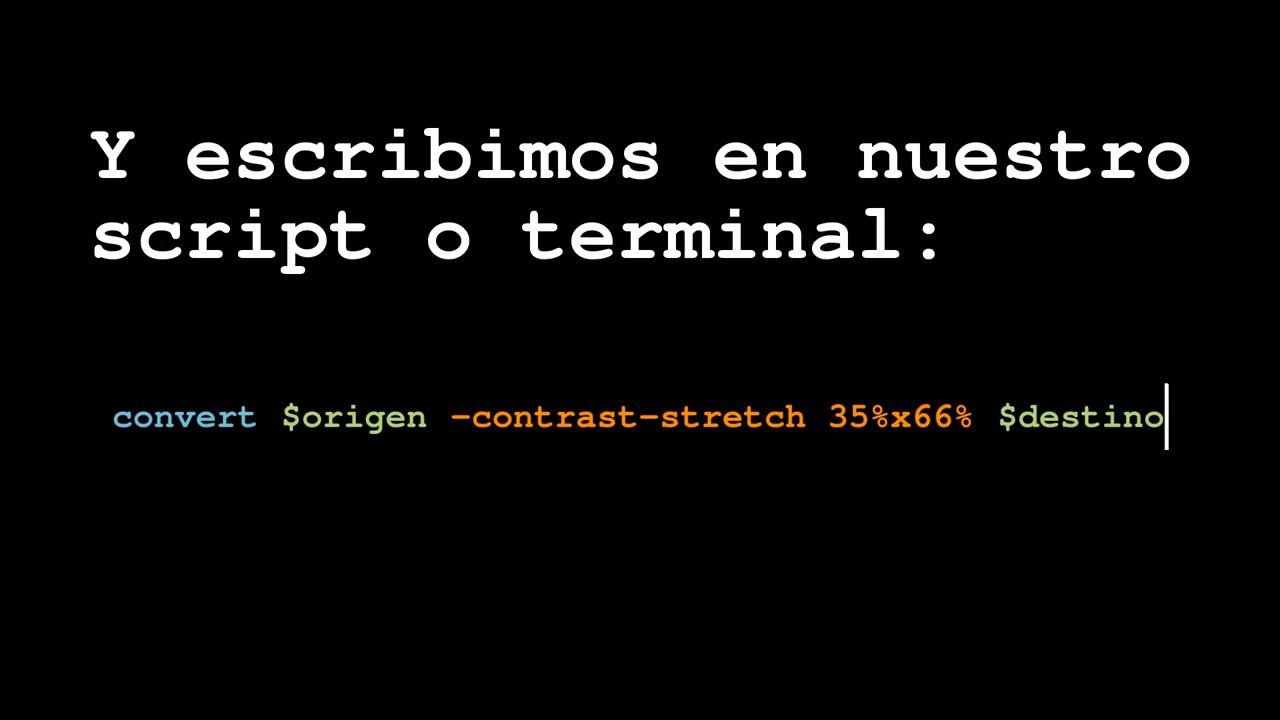 Y escribimos en nuestro
script o terminal:
convert $origen -contrast-stretch 35%x66% $destino